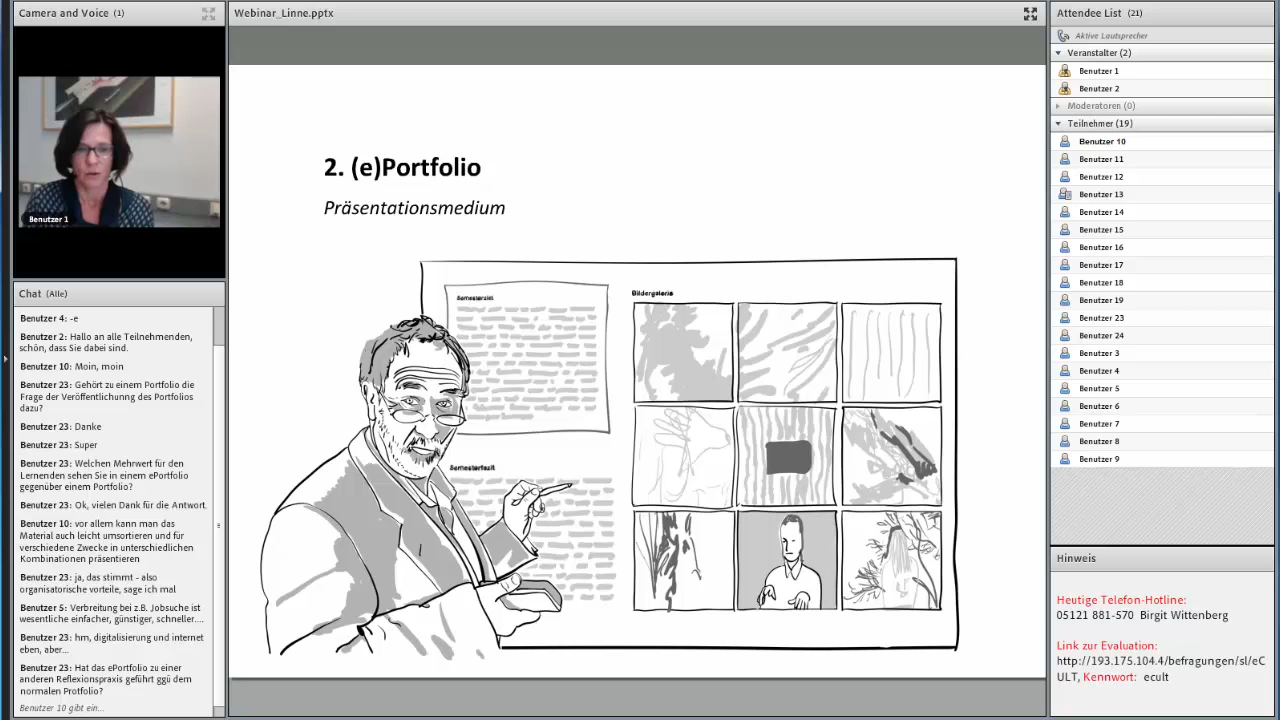 Camera and Voice (1)
Benutzer 1
Chat (Alle)
Benutzer 4: -e
Benutzer 2: Hallo an alle Teilnehmenden,
schön, dass Sie dabei sind.
Benutzer 10: Moin, moin
Benutzer 23: Gehört zu einem Portfolio die
Frage der Veröffentlichunng des Portfolios
dazu?
Benutzer 23: Danke
Benutzer 23: Super
Benutzer 23: Welchen Mehrwert für den
Lernenden sehen Sie in einem ePortfolio
gegenüber einem Portfolio?
Benutzer 23: Ok, vielen Dank für die Antwort.
Benutzer 10: vor allem kann man das
Material auch leicht umsortieren und für
verschiedene Zwecke in unterschiedlichen
Kombinationen präsentieren
Benutzer 23: ja, das stimmt - also
organisatorische vorteile, sage ich mal
Benutzer 5: Verbreitung bei z.B. Jobsuche ist
wesentliche einfacher, günstiger, schneller....
Benutzer 23: hm, digitalisierung und internet
eben, aber...
Benutzer 23: Hat das ePortfolio zu einer
anderen Reflexionspraxis geführt ggü dem
normalen Protfolio?
Benutzer 10 gibt ein...
Webinar_Linne.pptx
2. (e)Portfolio
Präsentationsmedium
Semesterziel
Bildergalerie
Semesterfazit
Attendee List (21)
Aktive Lautsprecher
Veranstalter (2)
Benutzer 1
Benutzer 2
Moderatoren (0)
Teilnehmer (19)
Benutzer 10
Benutzer 11
Benutzer 12
Benutzer 13
Benutzer 14
Benutzer 15
Benutzer 16
Benutzer 17
Benutzer 18
Benutzer 19
Benutzer 23
Benutzer 24
Benutzer 3
Benutzer 4
Benutzer 5
Benutzer 6
Benutzer 7
Benutzer 8
Benutzer 9
Hinweis
Heutige Telefon-Hotline:
05121 881-570 Birgit Wittenberg
Link zur Evaluation:
http://193.175.104.4/befragungen/sl/eC
ULT, Kennwort: ecult